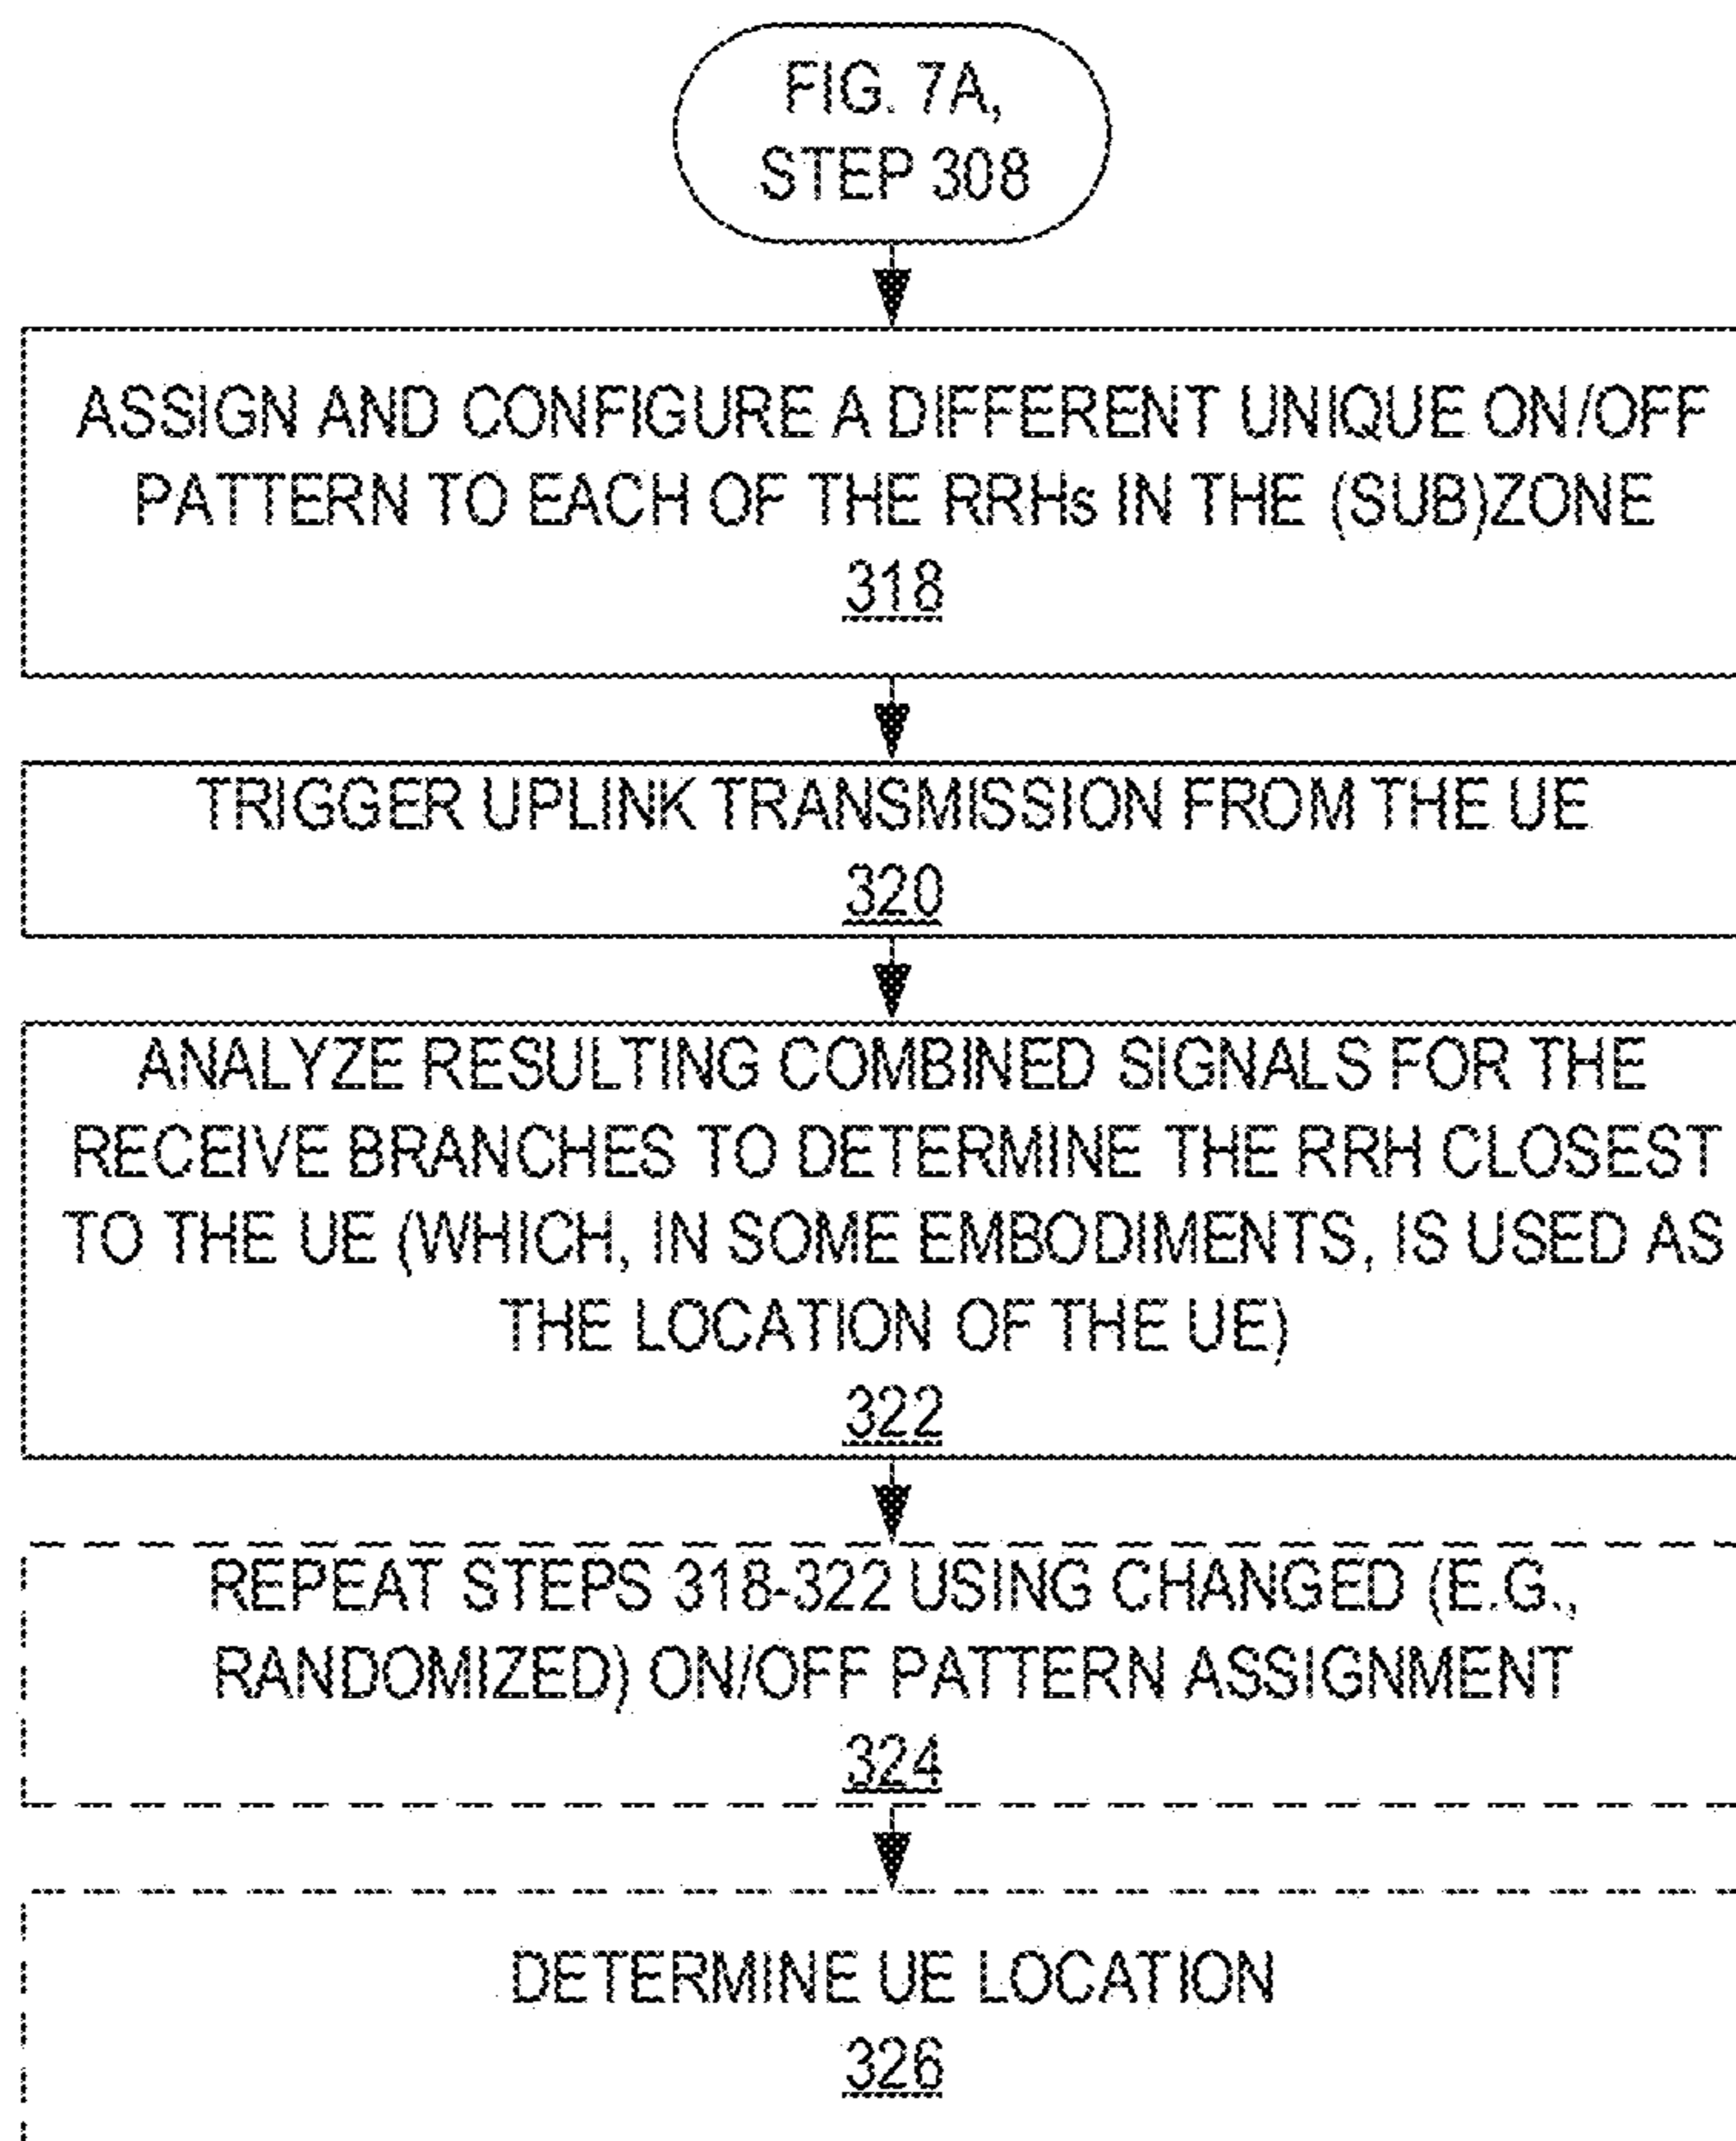 FIG. 7A,
STEP 308
ASSIGN AND CONFIGURE A DIFFERENT UNIQUE ON/OFF
PATTERN TO EACH OF THE RRHs IN THE (SUB)ZONE
318
TRIGGER UPLINK TRANSMISSION FROM THE UE
320
ANALYZE RESULTING COMBINED SIGNALS FOR THE
RECEIVE BRANCHES TO DETERMINE THE RRH CLOSEST
TO THE UE (WHICH, IN SOME EMBODIMENTS, IS USED AS
THE LOCATION OF THE UE)
322
REPEAT STEPS 318-322 USING CHANGED (E.G.,
RANDOMIZED) ON/OFF PATTERN ASSIGNMENT
324
DETERMINE UE LOCATION
326